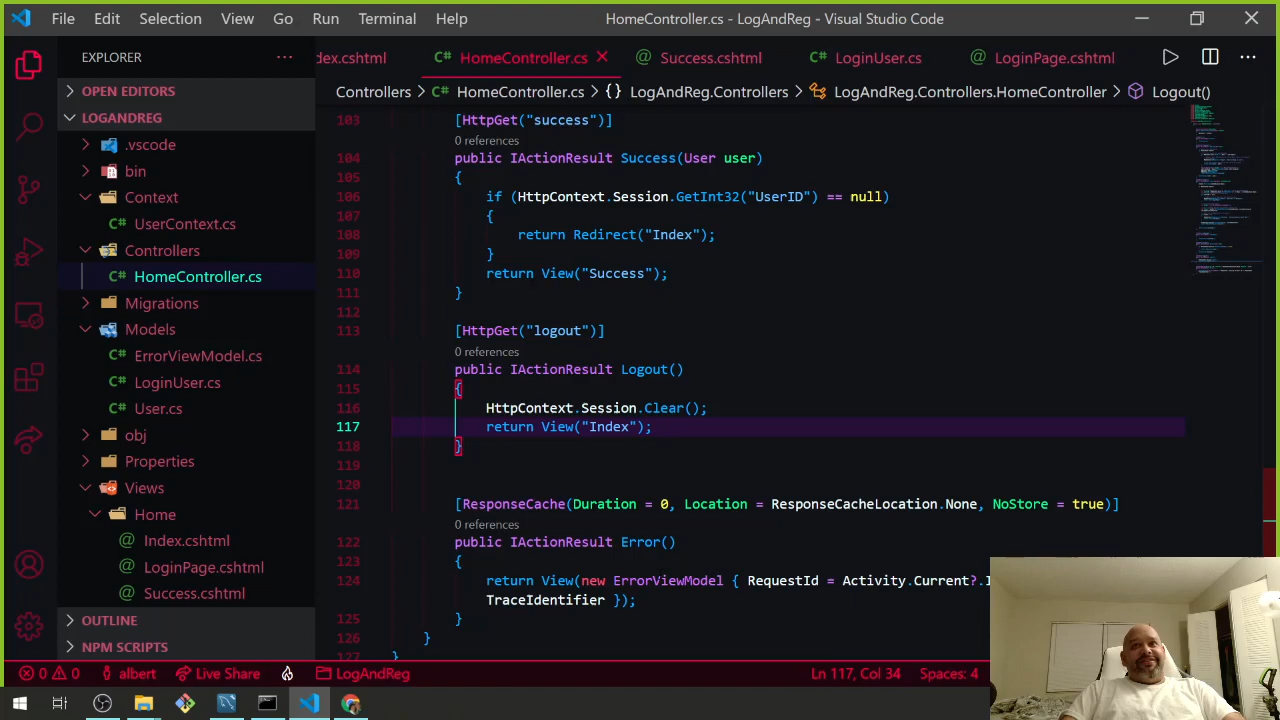 File Edit Selection View Go Run Terminal Help HomeController.cs - LogAndReg - Visual Studio Code
EXPLORER
dex.cshtml HomeController.cs Success.cshtml LoginUser.cs LoginPage.cshtml
OPEN EDITORS
LOGANDREG
.vscode
bin
Context
UserContext.cs
Controllers
HomeController.cs
Migrations
Models
ErrorViewModel.cs
LoginUser.cs
User.cs
obj
Properties
Views
Home
Index.cshtml
LoginPage.cshtml
Success.cshtml
OUTLINE
NPM SCRIPTS
Controllers > HomeController.cs > {} LogAndReg.Controllers > LogAndReg.Controllers.HomeController > Logout()
103 [HttpGet("success")]
0 references
104 public IActionResult Success(User user)
105 {
106 if (HttpContext.Session.GetInt32("UserID") == null)
107 {
108 return Redirect("Index");
109 }
110 return View("Success");
111 }
112
113 [HttpGet("logout")]
0 references
114 public IActionResult Logout()
115 {
116 HttpContext.Session.Clear();
117 return View("Index");
118 }
119
120
121 [ResponseCache(Duration = 0, Location = ResponseCacheLocation.None, NoStore = true)]
0 references
122 public IActionResult Error()
123 {
124 return View(new ErrorViewModel { RequestId = Activity.Current?.I
TraceIdentifier });
125 }
126 }
127 }
0 0 albert Live Share LogAndReg Ln 117, Col 34 Spaces: 4